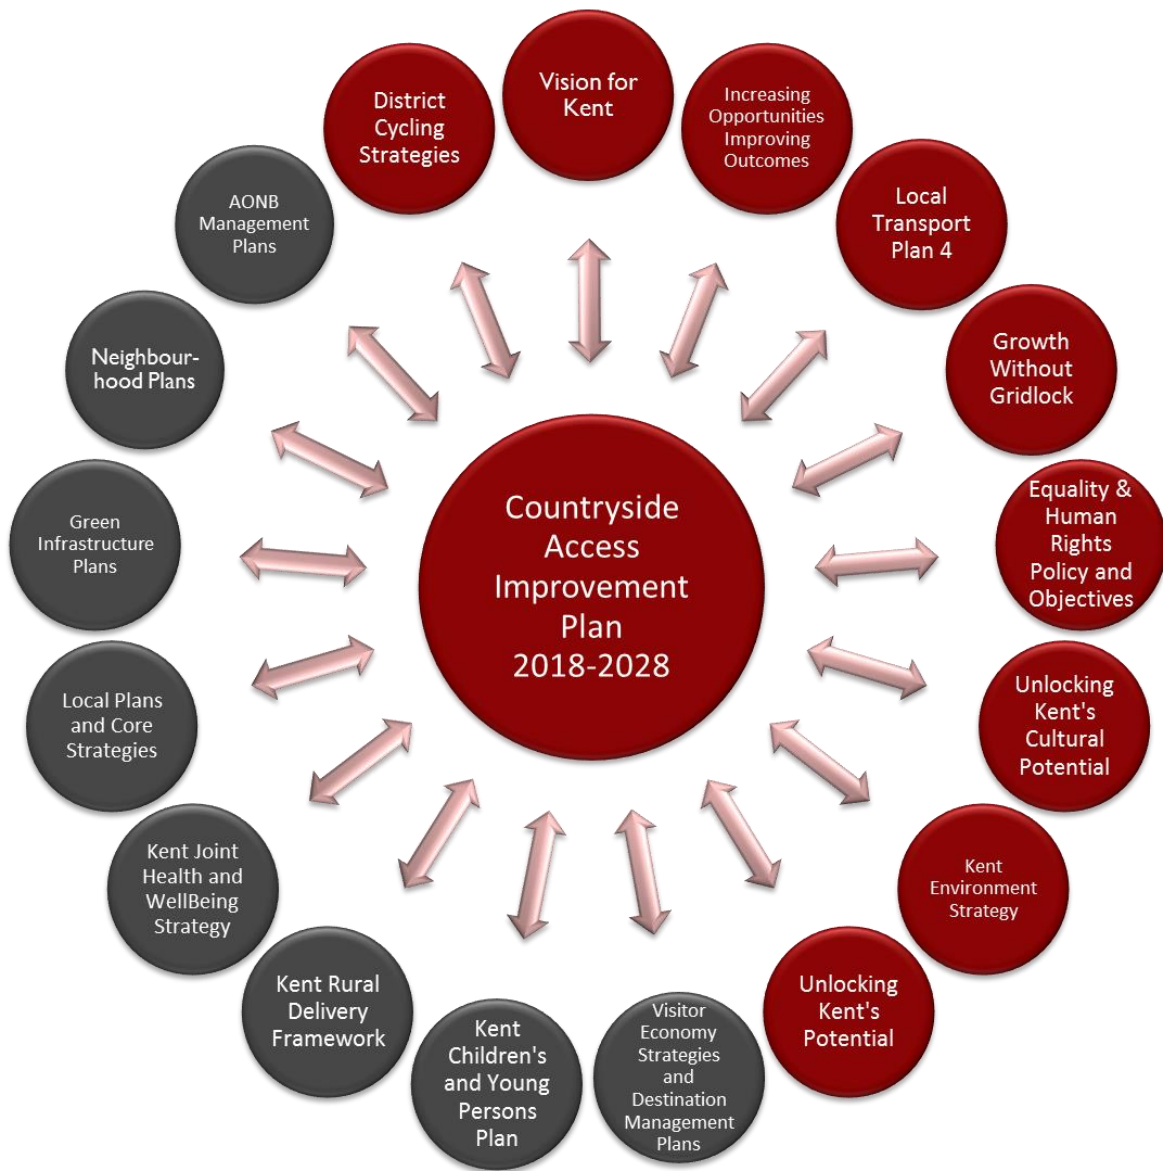 Vision for
Kent
Increasing
Opportunities
Improving
Outcomes
Local
Transport
Plan 4
Growth
Without
Gridlock
Equality &
Human
Rights
Policy and
Objectives
Unlocking
Kent's
Cultural
Potential
Kent
Environment
Strategy
Unlocking
Kent's
Potential
Visitor
Economy
Strategies
and
Destination
Management
Plans
Kent
Children's
and Young
Persons
Plan
Kent Rural
Delivery
Framework
Kent Joint
Health and
WellBeing
Strategy
Local Plans
and Core
Strategies
Green
Infrastructure
Plans
Neighbour-
hood Plans
AONB
Management
Plans
District
Cycling
Strategies
Countryside
Access
Improvement
Plan
2018-2028